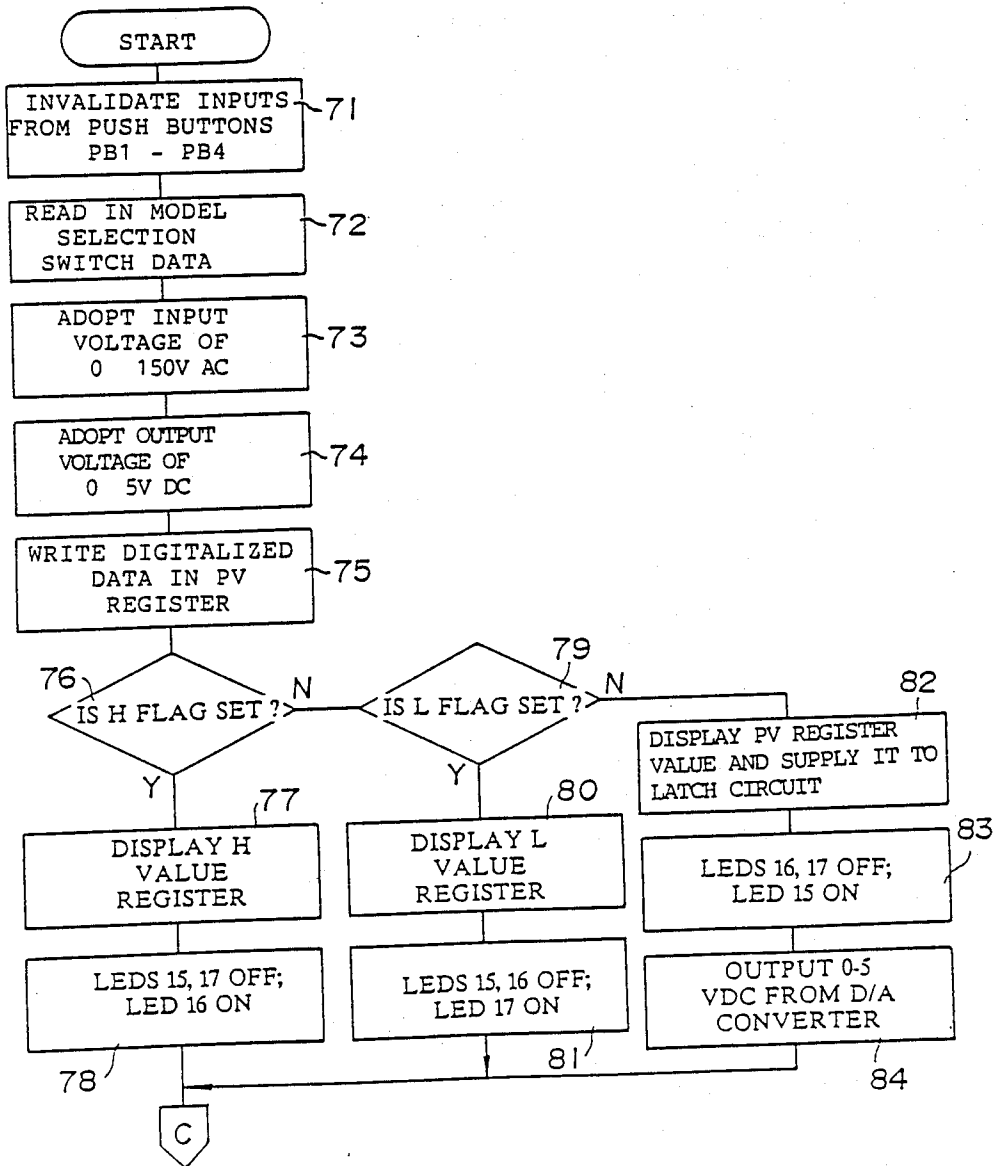 START
INVALIDATE INPUTS
FROM PUSH BUTTONS
PB1 - PB4
71
READ IN MODEL
SELECTION
SWITCH DATA
72
ADOPT INPUT
VOLTAGE OF
0 150V AC
73
ADOPT OUTPUT
VOLTAGE OF
0 5V DC
74
WRITE DIGITALIZED
DATA IN PV
REGISTER
75
76
IS H FLAG SET ?
N
Y
79
IS L FLAG SET ?
N
Y
77
DISPLAY H
VALUE
REGISTER
LEDS 15, 17 OFF;
LED 16 ON
78
80
DISPLAY L
VALUE
REGISTER
LEDS 15, 16 OFF;
LED 17 ON
81
82
DISPLAY PV REGISTER
VALUE AND SUPPLY IT TO
LATCH CIRCUIT
83
LEDS 16, 17 OFF;
LED 15 ON
OUTPUT 0-5
VDC FROM D/A
CONVERTER
84
C